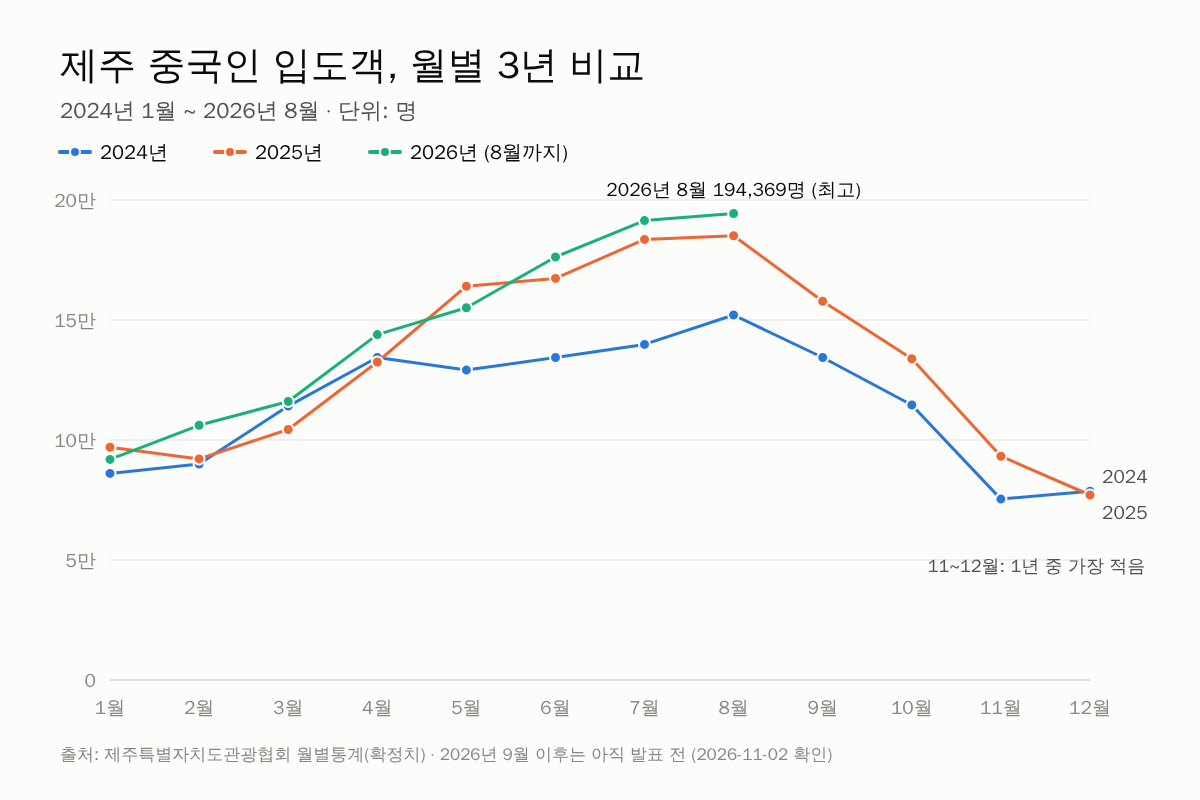 제주 중국인 입도객, 월별 3년 비교
2024년 1월 ~ 2026년 8월 · 단위: 명
2024년
2025년
2026년 (8월까지)
2026년 8월 194,369명 (최고)
20만
15만
10만
5만
0
2024
2025
11~12월: 1년 중 가장 적음
1월 2월 3월 4월 5월 6월 7월 8월 9월 10월 11월 12월
출처: 제주특별자치도관광협회 월별통계(확정치) · 2026년 9월 이후는 아직 발표 전 (2026-11-02 확인)